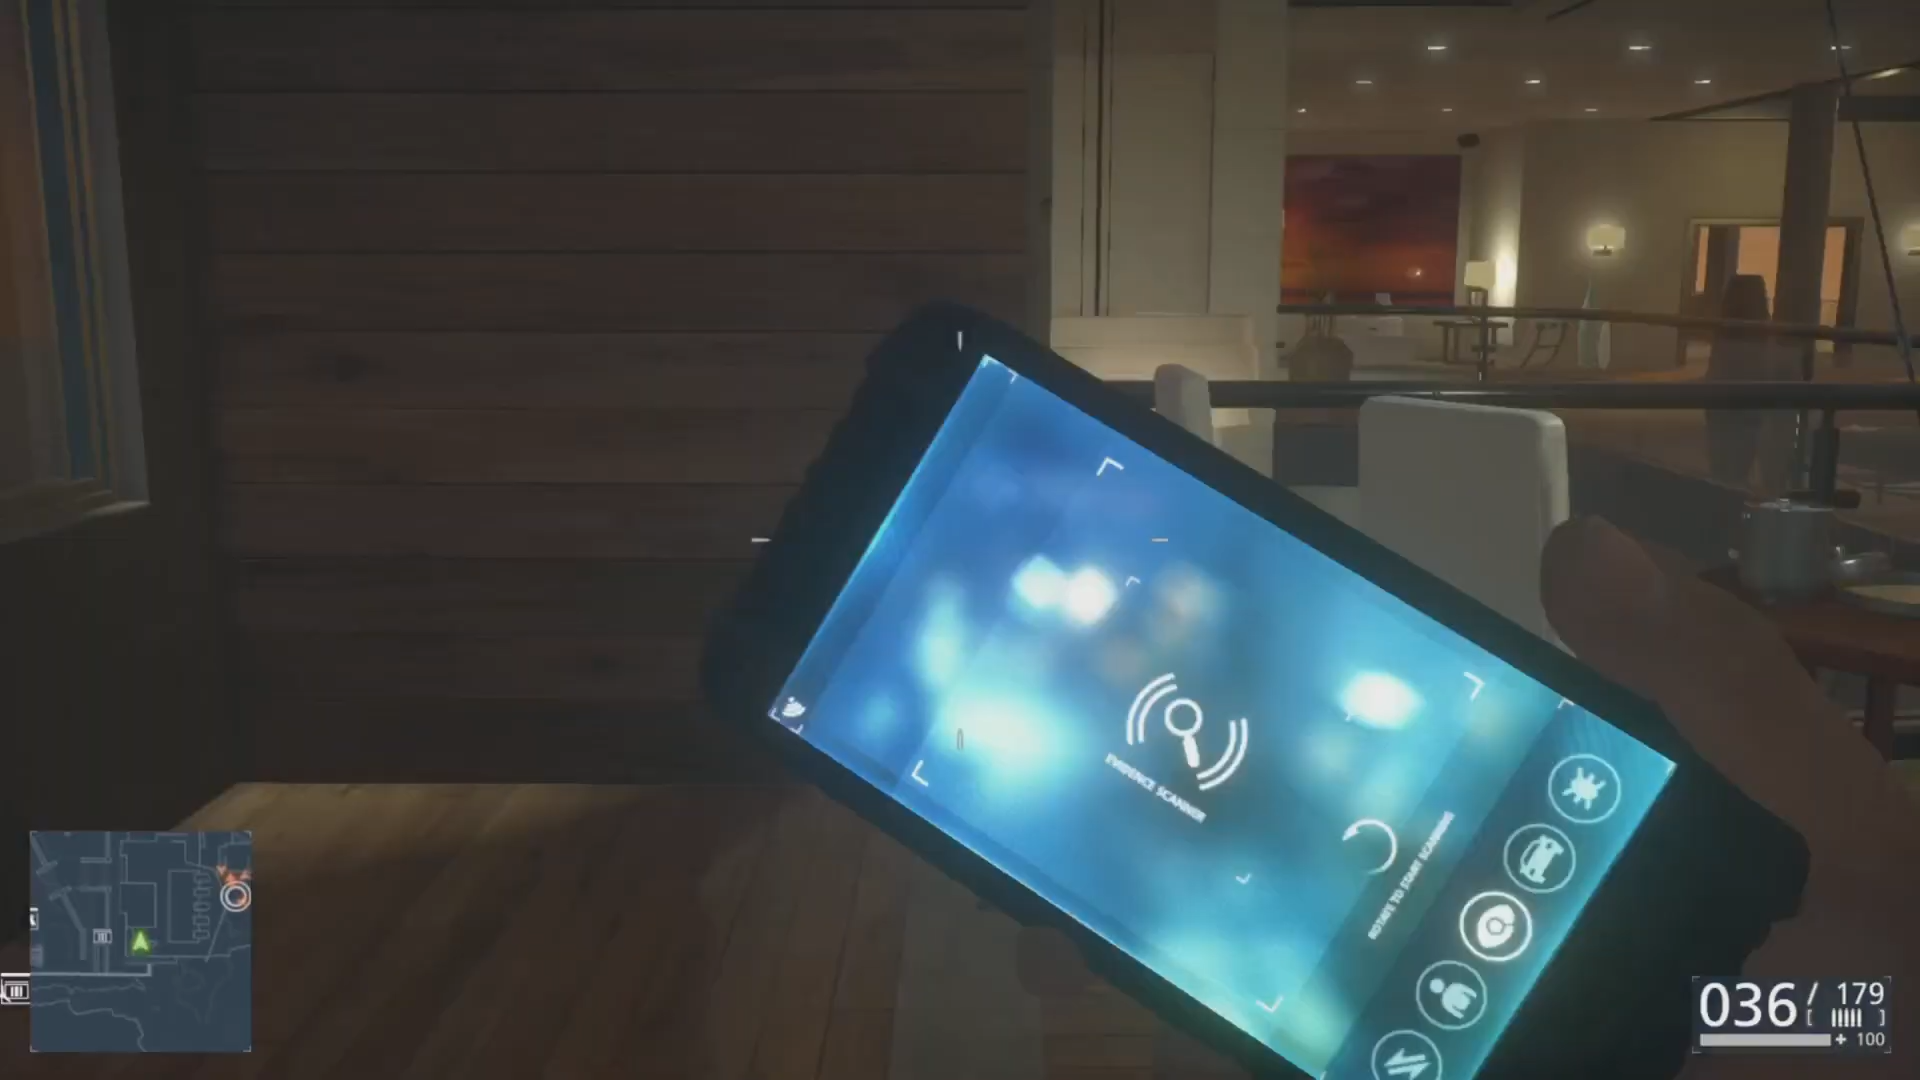 EVIDENCE SCANNER
ROTATE TO START SCANNING
036 / 179
+ 100